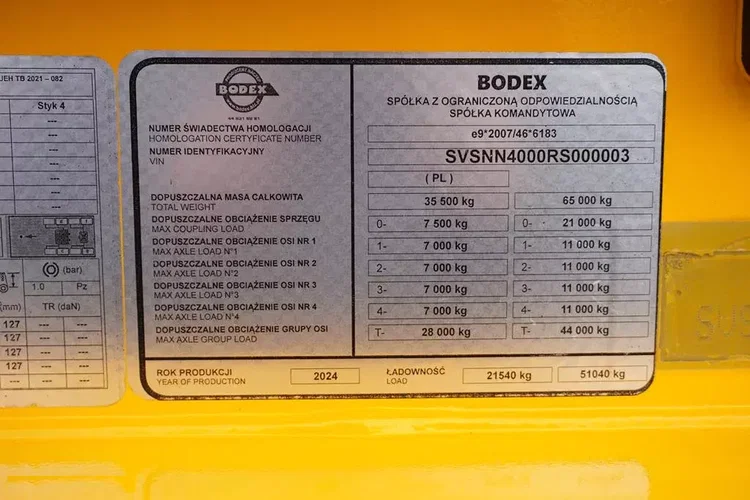 JEH TB 2021 – 082
Styk 4
---
---
---
---
---
---
(bar)
1.0 Pz
(mm) TR (daN)
127 --- ---
127 --- ---
127 --- ---
127 --- ---
--- ---
BODEX
BODEX
SPÓŁKA Z OGRANICZONĄ ODPOWIEDZIALNOŚCIĄ
SPÓŁKA KOMANDYTOWA
NUMER ŚWIADECTWA HOMOLOGACJI
HOMOLOGATION CERTIFICATE NUMBER
e9*2007/46*6183
NUMER IDENTYFIKACYJNY
VIN
SVSNN4000RS000003
( PL )
DOPUSZCZALNA MASA CAŁKOWITA
TOTAL WEIGHT
35 500 kg 65 000 kg
DOPUSZCZALNE OBCIĄŻENIE SPRZĘGU
MAX COUPLING LOAD
0- 7 500 kg 0- 21 000 kg
DOPUSZCZALNE OBCIĄŻENIE OSI NR 1
MAX AXLE LOAD N°1
1- 7 000 kg 1- 11 000 kg
DOPUSZCZALNE OBCIĄŻENIE OSI NR 2
MAX AXLE LOAD N°2
2- 7 000 kg 2- 11 000 kg
DOPUSZCZALNE OBCIĄŻENIE OSI NR 3
MAX AXLE LOAD N°3
3- 7 000 kg 3- 11 000 kg
DOPUSZCZALNE OBCIĄŻENIE OSI NR 4
MAX AXLE LOAD N°4
4- 7 000 kg 4- 11 000 kg
DOPUSZCZALNE OBCIĄŻENIE GRUPY OSI
MAX AXLE GROUP LOAD
T- 28 000 kg T- 44 000 kg
ROK PRODUKCJI
YEAR OF PRODUCTION
2024
ŁADOWNOŚĆ
LOAD
21540 kg 51040 kg
SVS